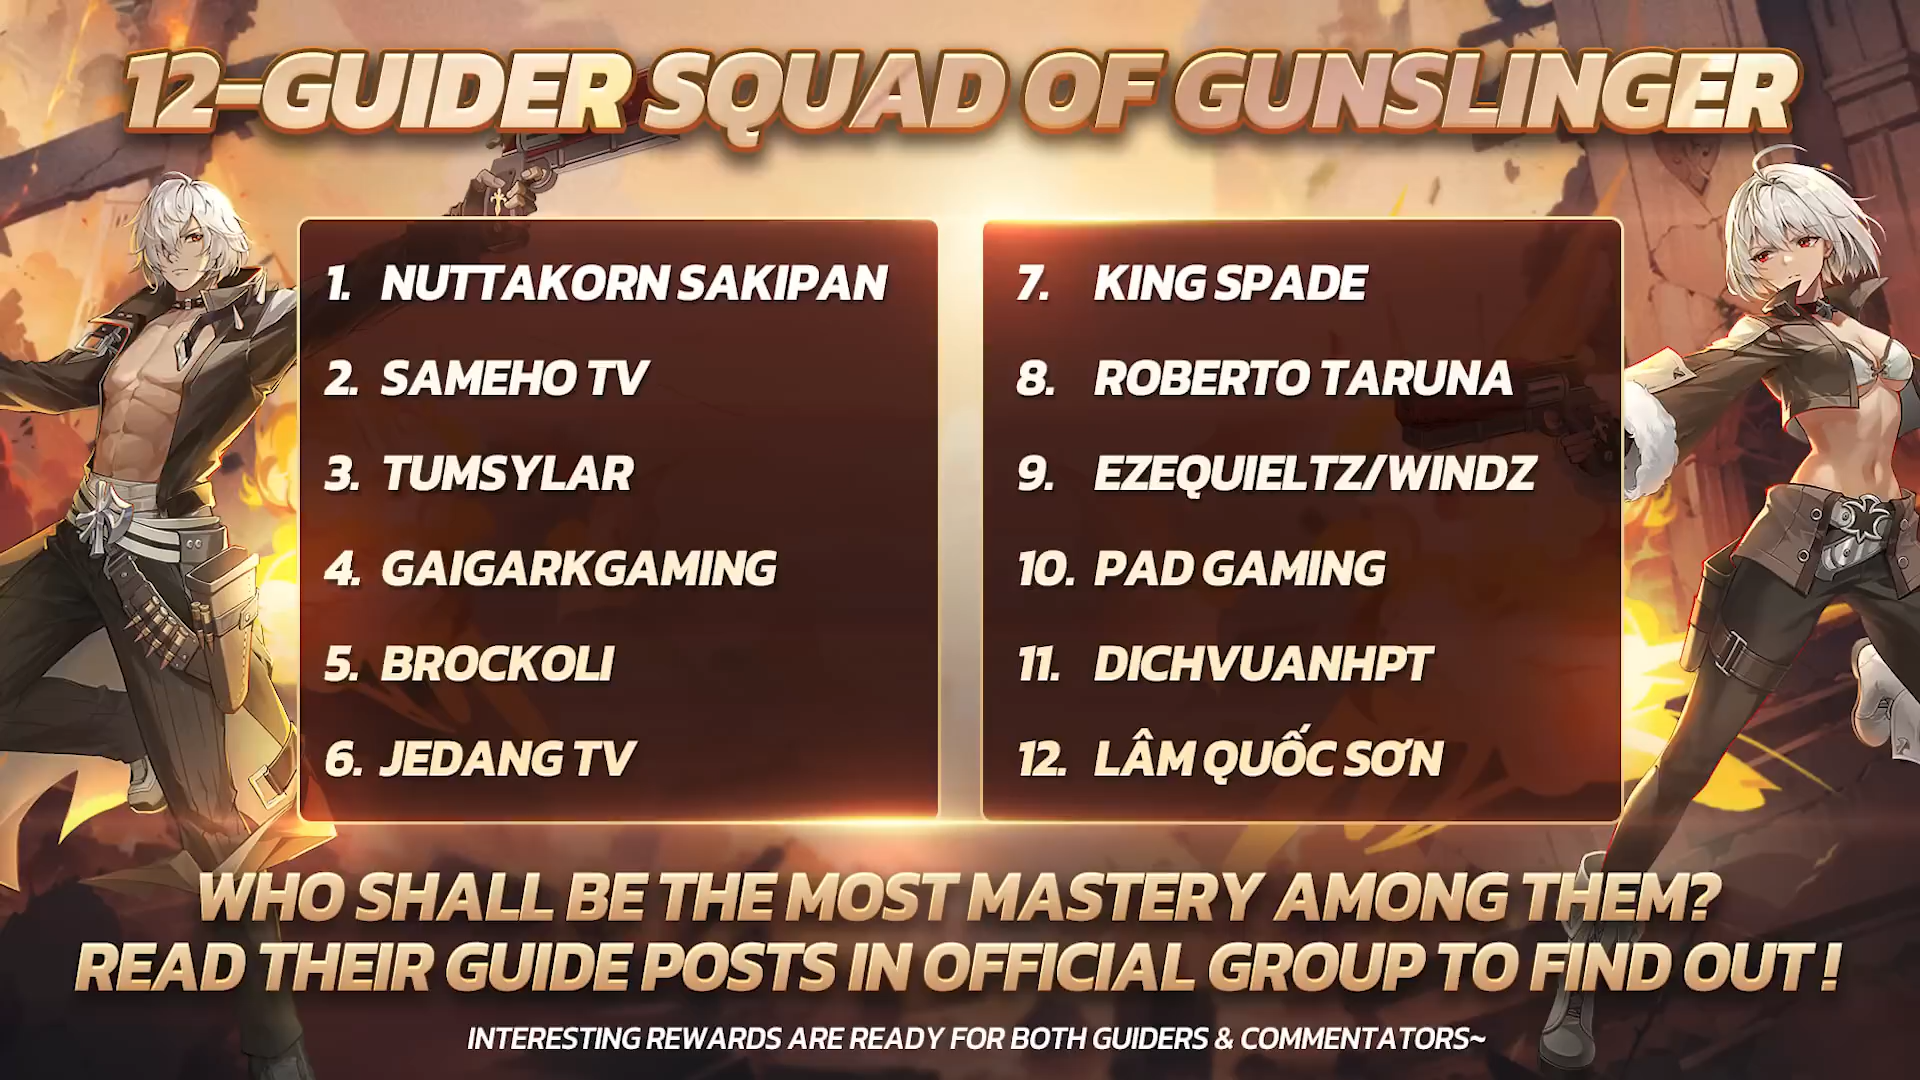 12-GUIDER SQUAD OF GUNSLINGER
1. NUTTAKORN SAKIPAN
2. SAMEHO TV
3. TUMSYLAR
4. GAIGARKGAMING
5. BROCKOLI
6. JEDANG TV
7. KING SPADE
8. ROBERTO TARUNA
9. EZEQUIELTZ/WINDZ
10. PAD GAMING
11. DICHVUANHPT
12. LÂM QUỐC SƠN
WHO SHALL BE THE MOST MASTERY AMONG THEM?
READ THEIR GUIDE POSTS IN OFFICIAL GROUP TO FIND OUT !
INTERESTING REWARDS ARE READY FOR BOTH GUIDERS & COMMENTATORS~